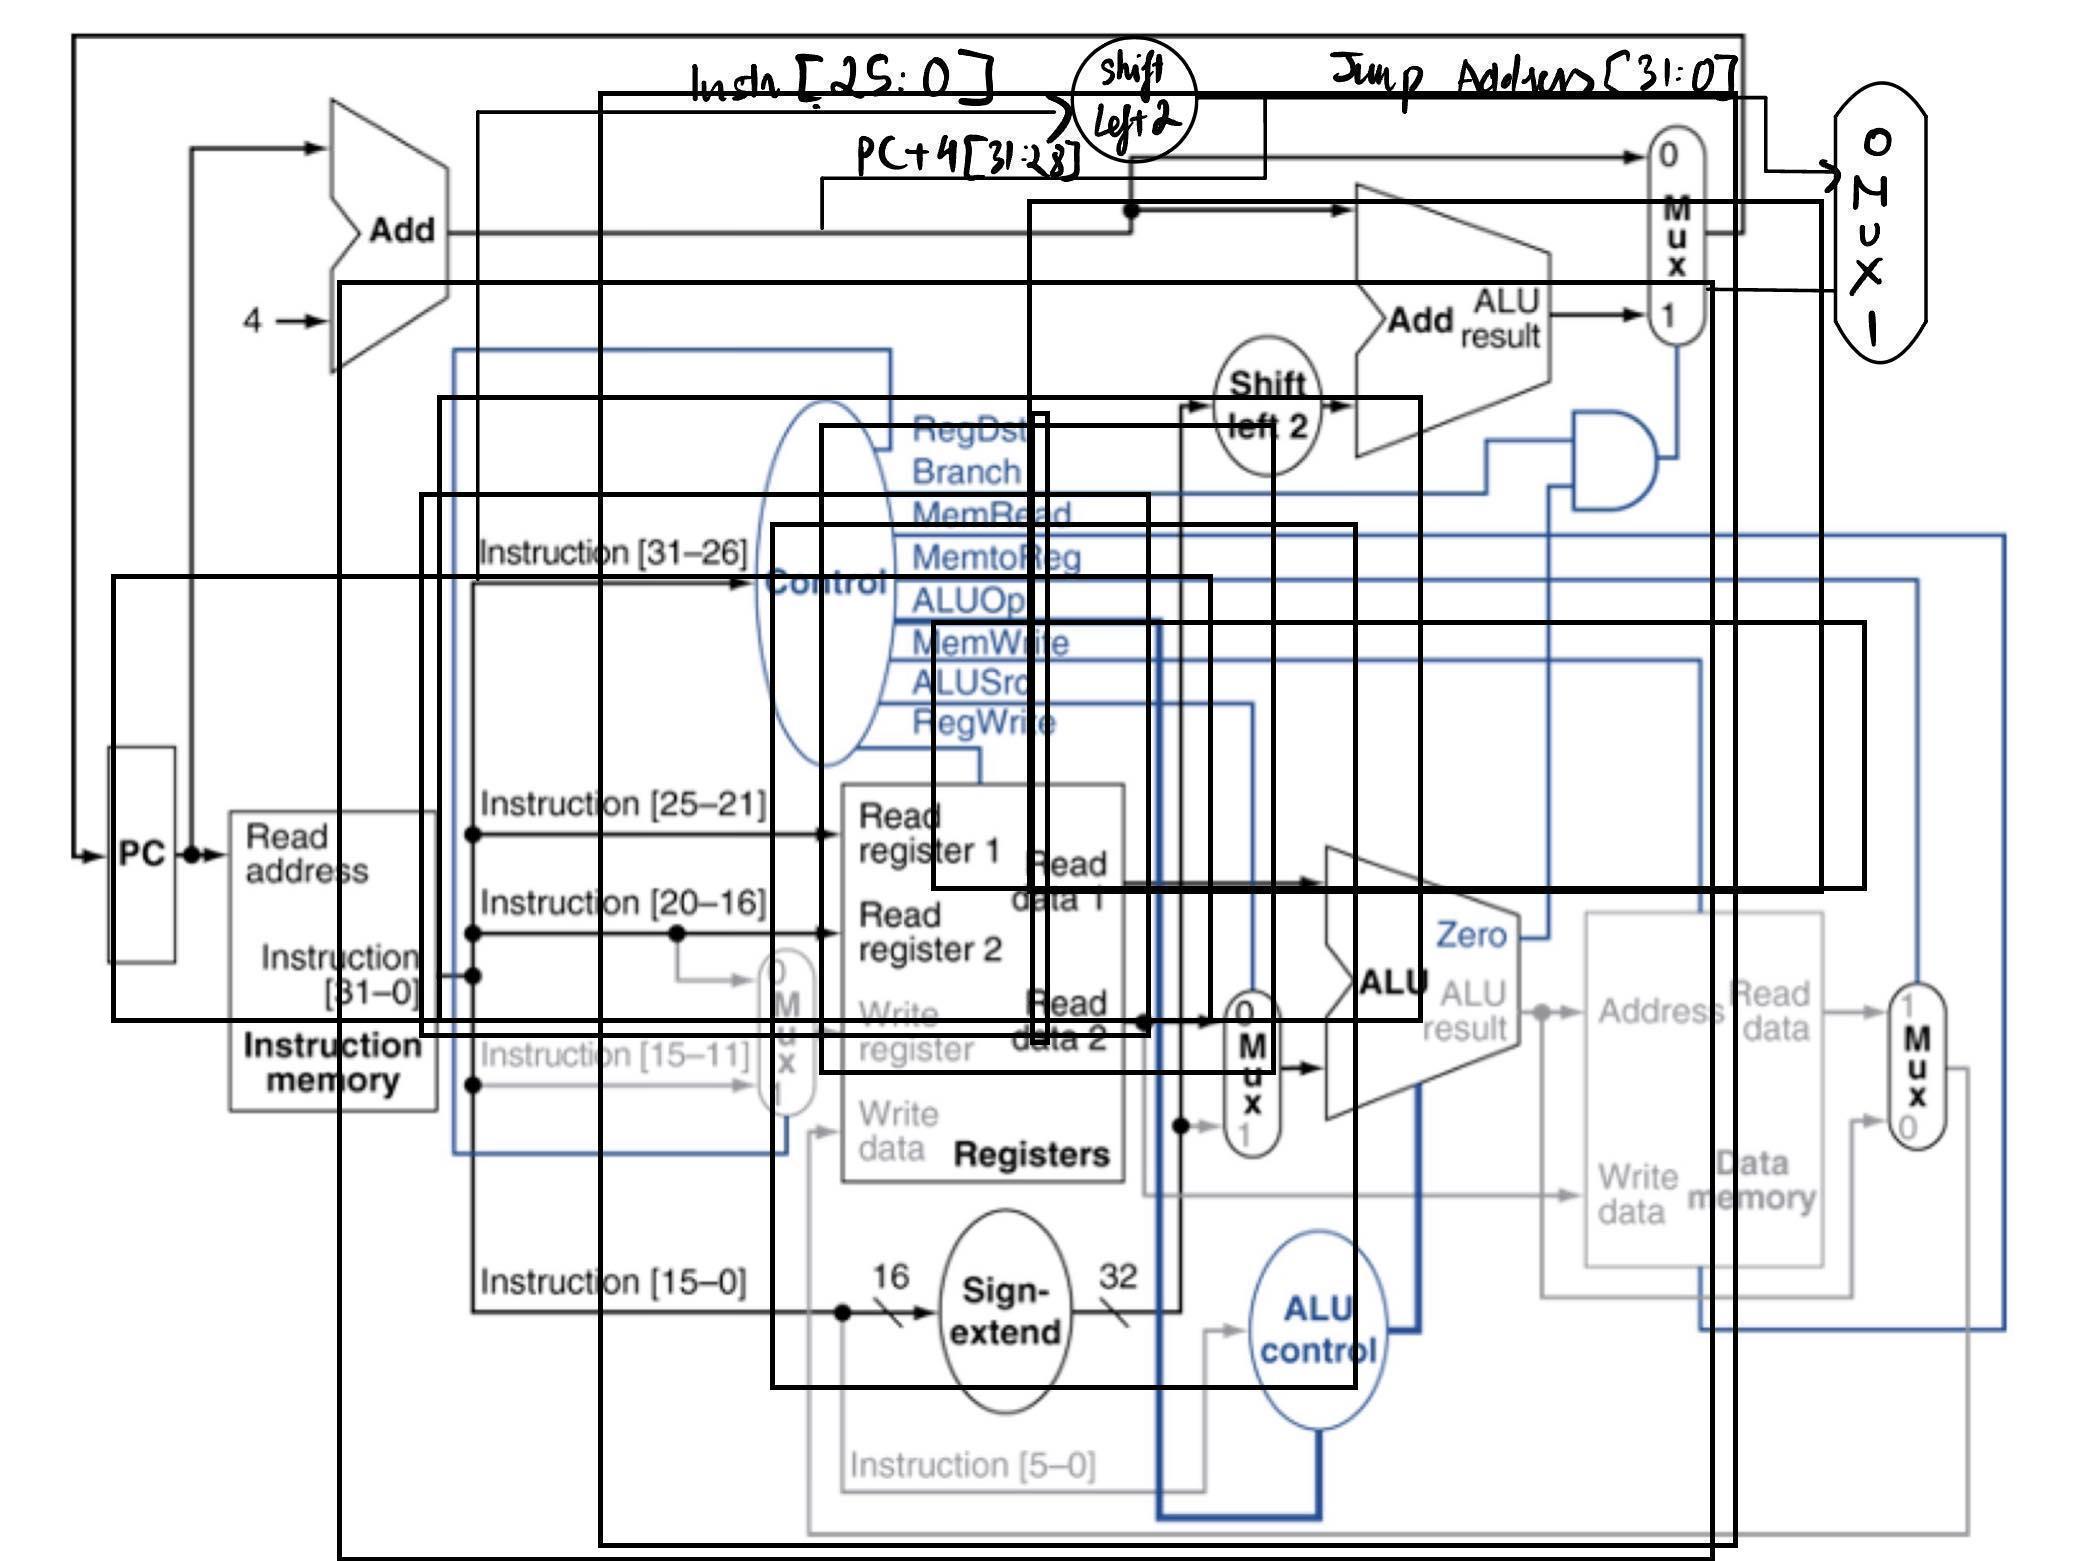 Instr [25:0]
Shift
Left 2
Jump Address [31:0]
PC+4 [31:28]
0
M
u
x
1
0
M
U
X
1
Add
4
Add
ALU
result
Shift
left 2
RegDst
Branch
MemRead
MemtoReg
ALUOp
MemWrite
ALUSrc
RegWrite
Control
Instruction [31–26]
PC
Read
address
Instruction
[31–0]
Instruction
memory
Instruction [25–21]
Instruction [20–16]
Instruction [15–11]
0
M
u
x
1
Read
register 1
Read
register 2
Write
register
Write
data
Read
data 1
Read
data 2
Registers
0
M
u
x
1
Zero
ALU
ALU
result
Address
Read
data
Write
data
Data
memory
1
M
u
x
0
Instruction [15–0]
16
Sign-
extend
32
ALU
control
Instruction [5–0]